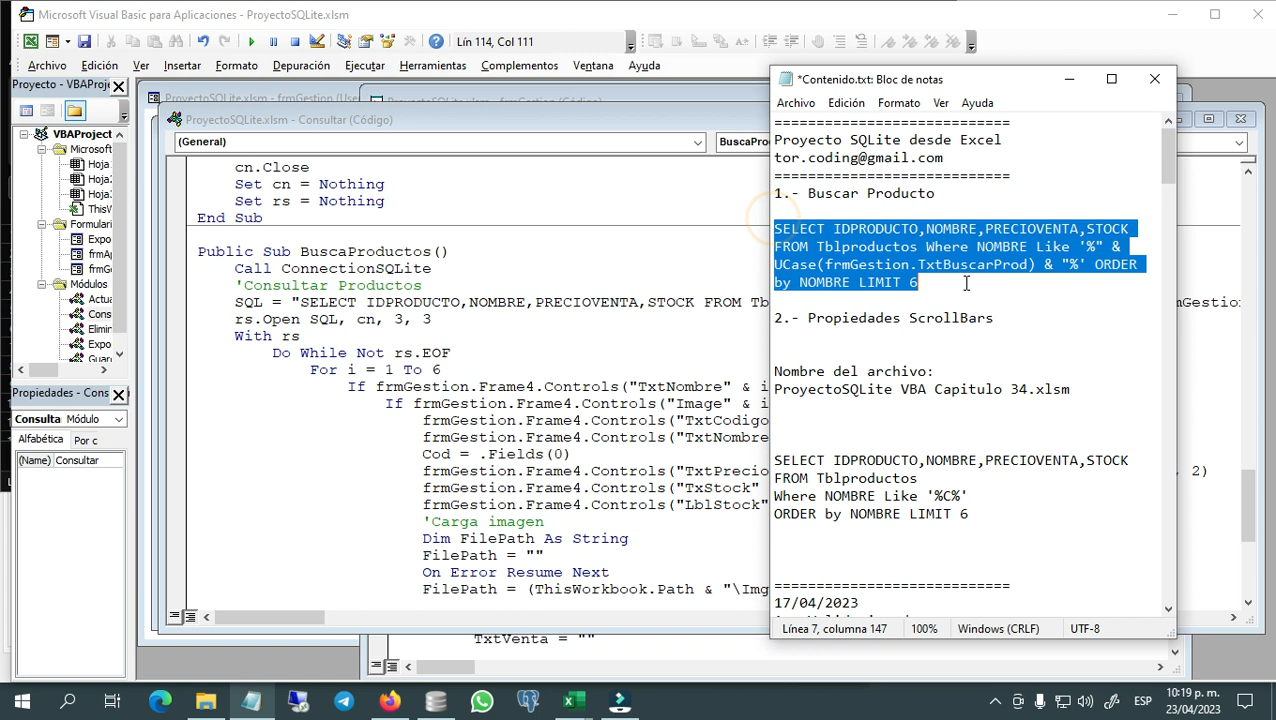 Microsoft Visual Basic para Aplicaciones - ProyectoSQLite.xlsm
Lín 114, Col 111
Archivo Edición Ver Insertar Formato Depuración Ejecutar Herramientas Complementos Ventana Ayuda
Proyecto - VBAProje
VBAProject
Microsoft
Hoja
Hoja
Hoja
ThisW
Formulari
Expo
frmA
frmG
Módulos
Actua
Cons
Elimin
Expo
Guar
Propiedades - Cons
Consulta Módulo
Alfabética Por c
(Name) Consultar
ProyectoSQLite.xlsm - frmGestion (Use
ProyectoSQLite.xlsm - frmGestion (Código)
ProyectoSQLite.xlsm - Consultar (Código)
(General)
BuscaPro
cn.Close
Set cn = Nothing
Set rs = Nothing
End Sub
Public Sub BuscaProductos()
Call ConnectionSQLite
'Consultar Productos
SQL = "SELECT IDPRODUCTO,NOMBRE,PRECIOVENTA,STOCK FROM Tb
mGestion
rs.Open SQL, cn, 3, 3
With rs
Do While Not rs.EOF
For i = 1 To 6
If frmGestion.Frame4.Controls("TxtNombre" & i
If frmGestion.Frame4.Controls("Image" & i
frmGestion.Frame4.Controls("TxtCodigo
frmGestion.Frame4.Controls("TxtNombre
Cod = .Fields(0)
frmGestion.Frame4.Controls("TxtPrecio
, 2)
frmGestion.Frame4.Controls("TxStock"
frmGestion.Frame4.Controls("LblStock"
'Carga imagen
Dim FilePath As String
FilePath = ""
On Error Resume Next
FilePath = (ThisWorkbook.Path & "\Img
TxtVenta = ""
*Contenido.txt: Bloc de notas
Archivo Edición Formato Ver Ayuda
============================
Proyecto SQLite desde Excel
tor.coding@gmail.com
============================
1.- Buscar Producto
SELECT IDPRODUCTO,NOMBRE,PRECIOVENTA,STOCK
FROM Tblproductos Where NOMBRE Like '%" &
UCase(frmGestion.TxtBuscarProd) & "%' ORDER
by NOMBRE LIMIT 6
2.- Propiedades ScrollBars
Nombre del archivo:
ProyectoSQLite VBA Capitulo 34.xlsm
SELECT IDPRODUCTO,NOMBRE,PRECIOVENTA,STOCK
FROM Tblproductos
Where NOMBRE Like '%C%'
ORDER by NOMBRE LIMIT 6
============================
17/04/2023
Línea 7, columna 147 100% Windows (CRLF) UTF-8
ESP
10:19 p. m.
23/04/2023